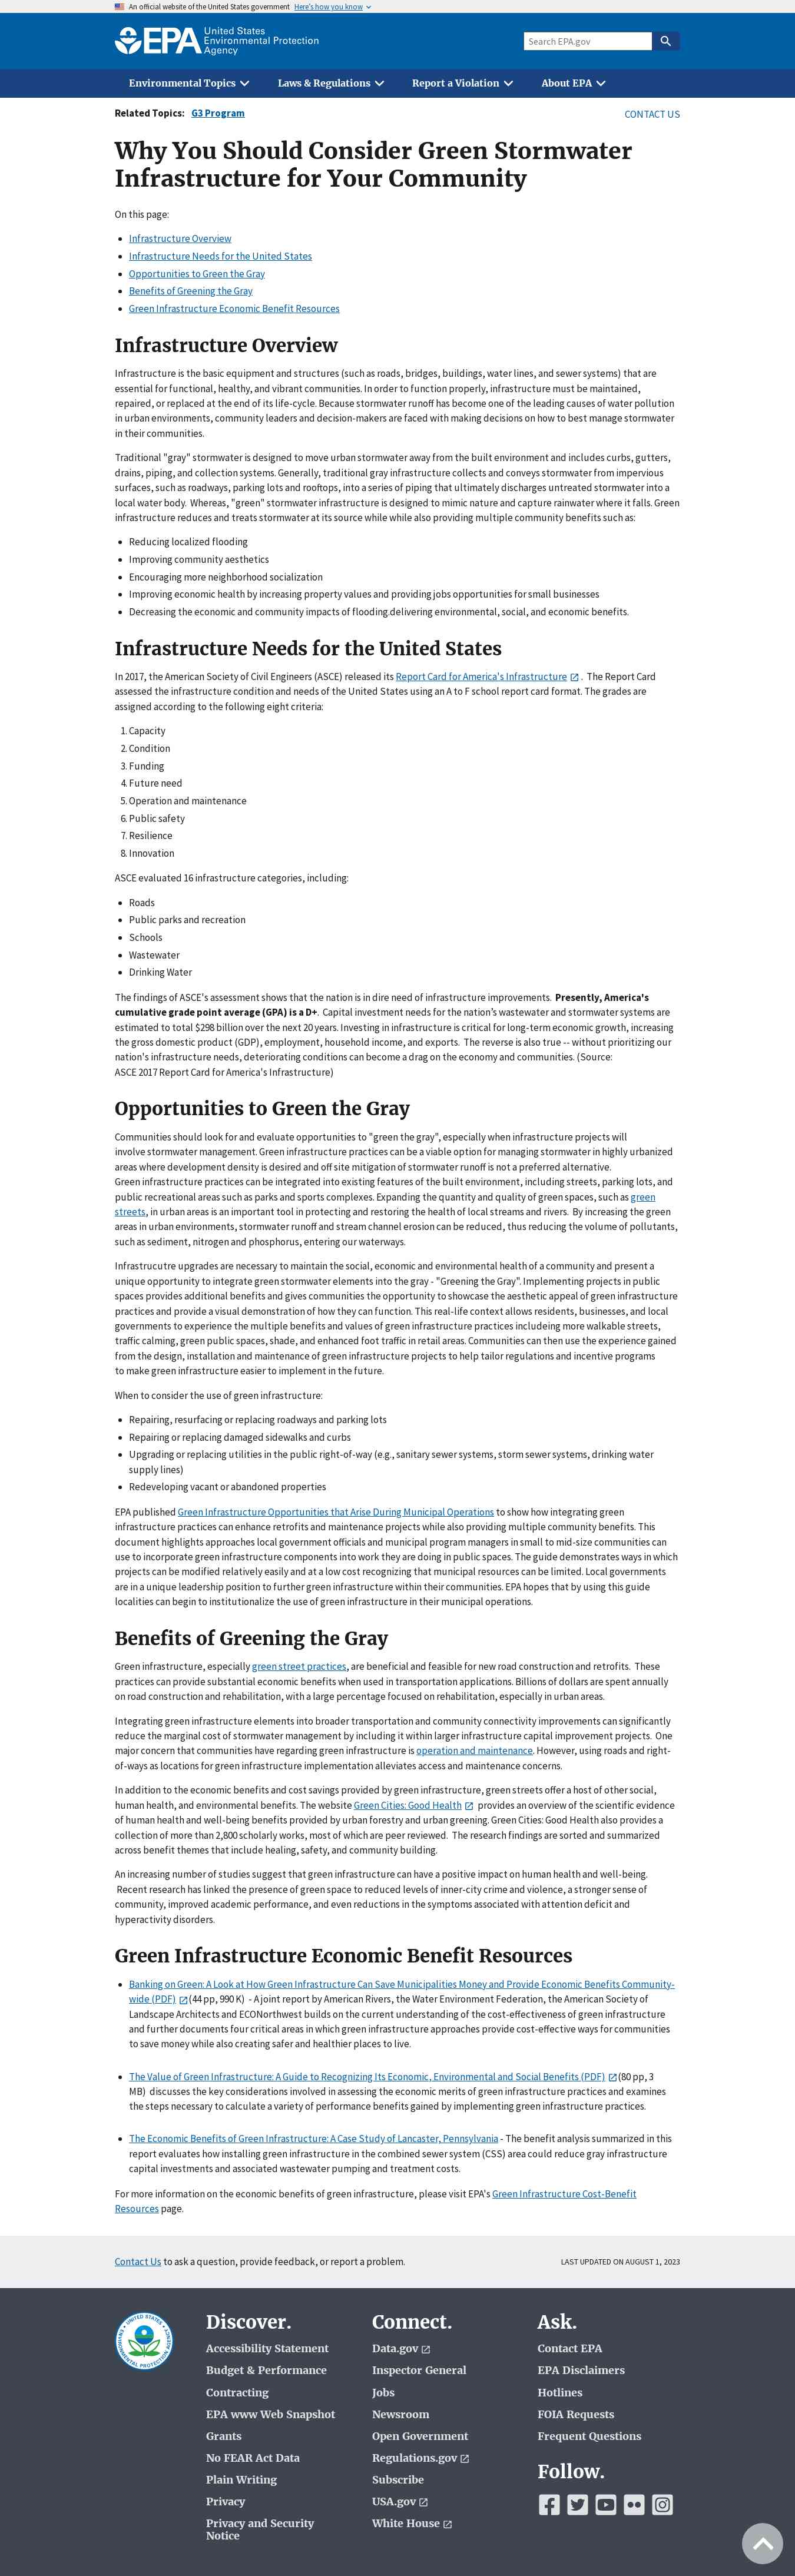 An official website of the United States government Here's how you know
EPA United States
Environmental Protection
Agency
Search EPA.gov
Environmental Topics Laws & Regulations Report a Violation About EPA
Related Topics: G3 Program CONTACT US
Why You Should Consider Green Stormwater
Infrastructure for Your Community
On this page:
Infrastructure Overview
Infrastructure Needs for the United States
Opportunities to Green the Gray
Benefits of Greening the Gray
Green Infrastructure Economic Benefit Resources
Infrastructure Overview
Infrastructure is the basic equipment and structures (such as roads, bridges, buildings, water lines, and sewer systems) that are
essential for functional, healthy, and vibrant communities. In order to function properly, infrastructure must be maintained,
repaired, or replaced at the end of its life-cycle. Because stormwater runoff has become one of the leading causes of water pollution
in urban environments, community leaders and decision-makers are faced with making decisions on how to best manage stormwater
in their communities.
Traditional "gray" stormwater is designed to move urban stormwater away from the built environment and includes curbs, gutters,
drains, piping, and collection systems. Generally, traditional gray infrastructure collects and conveys stormwater from impervious
surfaces, such as roadways, parking lots and rooftops, into a series of piping that ultimately discharges untreated stormwater into a
local water body.  Whereas, "green" stormwater infrastructure is designed to mimic nature and capture rainwater where it falls. Green
infrastructure reduces and treats stormwater at its source while while also providing multiple community benefits such as:
Reducing localized flooding
Improving community aesthetics
Encouraging more neighborhood socialization
Improving economic health by increasing property values and providing jobs opportunities for small businesses
Decreasing the economic and community impacts of flooding.delivering environmental, social, and economic benefits.
Infrastructure Needs for the United States
In 2017, the American Society of Civil Engineers (ASCE) released its Report Card for America's Infrastructure .  The Report Card
assessed the infrastructure condition and needs of the United States using an A to F school report card format. The grades are
assigned according to the following eight criteria:
1. Capacity
2. Condition
3. Funding
4. Future need
5. Operation and maintenance
6. Public safety
7. Resilience
8. Innovation
ASCE evaluated 16 infrastructure categories, including:
Roads
Public parks and recreation
Schools
Wastewater
Drinking Water
The findings of ASCE's assessment shows that the nation is in dire need of infrastructure improvements.  Presently, America's
cumulative grade point average (GPA) is a D+.  Capital investment needs for the nation’s wastewater and stormwater systems are
estimated to total $298 billion over the next 20 years. Investing in infrastructure is critical for long-term economic growth, increasing
the gross domestic product (GDP), employment, household income, and exports.  The reverse is also true -- without prioritizing our
nation's infrastructure needs, deteriorating conditions can become a drag on the economy and communities. (Source:
ASCE 2017 Report Card for America's Infrastructure)
Opportunities to Green the Gray
Communities should look for and evaluate opportunities to "green the gray", especially when infrastructure projects will
involve stormwater management. Green infrastructure practices can be a viable option for managing stormwater in highly urbanized
areas where development density is desired and off site mitigation of stormwater runoff is not a preferred alternative.
Green infrastructure practices can be integrated into existing features of the built environment, including streets, parking lots, and
public recreational areas such as parks and sports complexes. Expanding the quantity and quality of green spaces, such as green
streets, in urban areas is an important tool in protecting and restoring the health of local streams and rivers.  By increasing the green
areas in urban environments, stormwater runoff and stream channel erosion can be reduced, thus reducing the volume of pollutants,
such as sediment, nitrogen and phosphorus, entering our waterways.
Infrastrucutre upgrades are necessary to maintain the social, economic and environmental health of a community and present a
unique opportunity to integrate green stormwater elements into the gray - "Greening the Gray". Implementing projects in public
spaces provides additional benefits and gives communities the opportunity to showcase the aesthetic appeal of green infrastructure
practices and provide a visual demonstration of how they can function. This real-life context allows residents, businesses, and local
governments to experience the multiple benefits and values of green infrastructure practices including more walkable streets,
traffic calming, green public spaces, shade, and enhanced foot traffic in retail areas. Communities can then use the experience gained
from the design, installation and maintenance of green infrastructure projects to help tailor regulations and incentive programs
to make green infrastructure easier to implement in the future.
When to consider the use of green infrastructure:
Repairing, resurfacing or replacing roadways and parking lots
Repairing or replacing damaged sidewalks and curbs
Upgrading or replacing utilities in the public right-of-way (e.g., sanitary sewer systems, storm sewer systems, drinking water
supply lines)
Redeveloping vacant or abandoned properties
EPA published Green Infrastructure Opportunities that Arise During Municipal Operations to show how integrating green
infrastructure practices can enhance retrofits and maintenance projects while also providing multiple community benefits. This
document highlights approaches local government officials and municipal program managers in small to mid-size communities can
use to incorporate green infrastructure components into work they are doing in public spaces. The guide demonstrates ways in which
projects can be implemented relatively easily and at a low cost recognizing that municipal resources can be limited. Local governments
are in a unique leadership position to further green infrastructure within their communities. EPA hopes that by using this guide
localities can begin to institutionalize the use of green infrastructure in their municipal operations.
Benefits of Greening the Gray
Green infrastructure, especially green street practices, are beneficial and feasible for new road construction and retrofits.  These
practices can provide substantial economic benefits when used in transportation applications. Billions of dollars are spent annually
on road construction and rehabilitation, with a large percentage focused on rehabilitation, especially in urban areas.
Integrating green infrastructure elements into broader transportation and community connectivity improvements can significantly
reduce the marginal cost of stormwater management by including it within larger infrastructure capital improvement projects.  One
major concern that communities have regarding green infrastructure is operation and maintenance. However, using roads and right-
of-ways as locations for green infrastructure implementation alleviates access and maintenance concerns.
In addition to the economic benefits and cost savings provided by green infrastructure, green streets offer a host of other social,
human health, and environmental benefits. The website Green Cities: Good Health  provides an overview of the scientific evidence
of human health and well-being benefits provided by urban forestry and urban greening. Green Cities: Good Health also provides a
collection of more than 2,800 scholarly works, most of which are peer reviewed.  The research findings are sorted and summarized
across benefit themes that include healing, safety, and community building.
An increasing number of studies suggest that green infrastructure can have a positive impact on human health and well-being.
Recent research has linked the presence of green space to reduced levels of inner-city crime and violence, a stronger sense of
community, improved academic performance, and even reductions in the symptoms associated with attention deficit and
hyperactivity disorders.
Green Infrastructure Economic Benefit Resources
Banking on Green: A Look at How Green Infrastructure Can Save Municipalities Money and Provide Economic Benefits Community-
wide (PDF) (44 pp, 990 K)  - A joint report by American Rivers, the Water Environment Federation, the American Society of
Landscape Architects and ECONorthwest builds on the current understanding of the cost-effectiveness of green infrastructure
and further documents four critical areas in which green infrastructure approaches provide cost-effective ways for communities
to save money while also creating safer and healthier places to live.
The Value of Green Infrastructure: A Guide to Recognizing Its Economic, Environmental and Social Benefits (PDF) (80 pp, 3
MB)  discusses the key considerations involved in assessing the economic merits of green infrastructure practices and examines
the steps necessary to calculate a variety of performance benefits gained by implementing green infrastructure practices.
The Economic Benefits of Green Infrastructure: A Case Study of Lancaster, Pennsylvania - The benefit analysis summarized in this
report evaluates how installing green infrastructure in the combined sewer system (CSS) area could reduce gray infrastructure
capital investments and associated wastewater pumping and treatment costs.
For more information on the economic benefits of green infrastructure, please visit EPA's Green Infrastructure Cost-Benefit
Resources page.
Contact Us to ask a question, provide feedback, or report a problem. LAST UPDATED ON AUGUST 1, 2023
UNITED STATES
ENVIRONMENTAL PROTECTION AGENCY
Discover.
Accessibility Statement
Budget & Performance
Contracting
EPA www Web Snapshot
Grants
No FEAR Act Data
Plain Writing
Privacy
Privacy and Security
Notice
Connect.
Data.gov
Inspector General
Jobs
Newsroom
Open Government
Regulations.gov
Subscribe
USA.gov
White House
Ask.
Contact EPA
EPA Disclaimers
Hotlines
FOIA Requests
Frequent Questions
Follow.